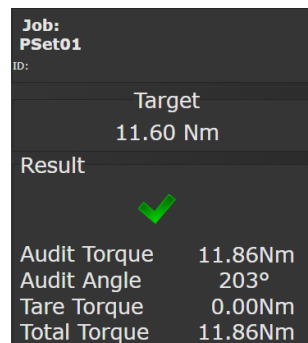 Job:
PSet01
ID:
Target
11.60 Nm
Result
Audit Torque 11.86Nm
Audit Angle 203°
Tare Torque 0.00Nm
Total Torque 11.86Nm